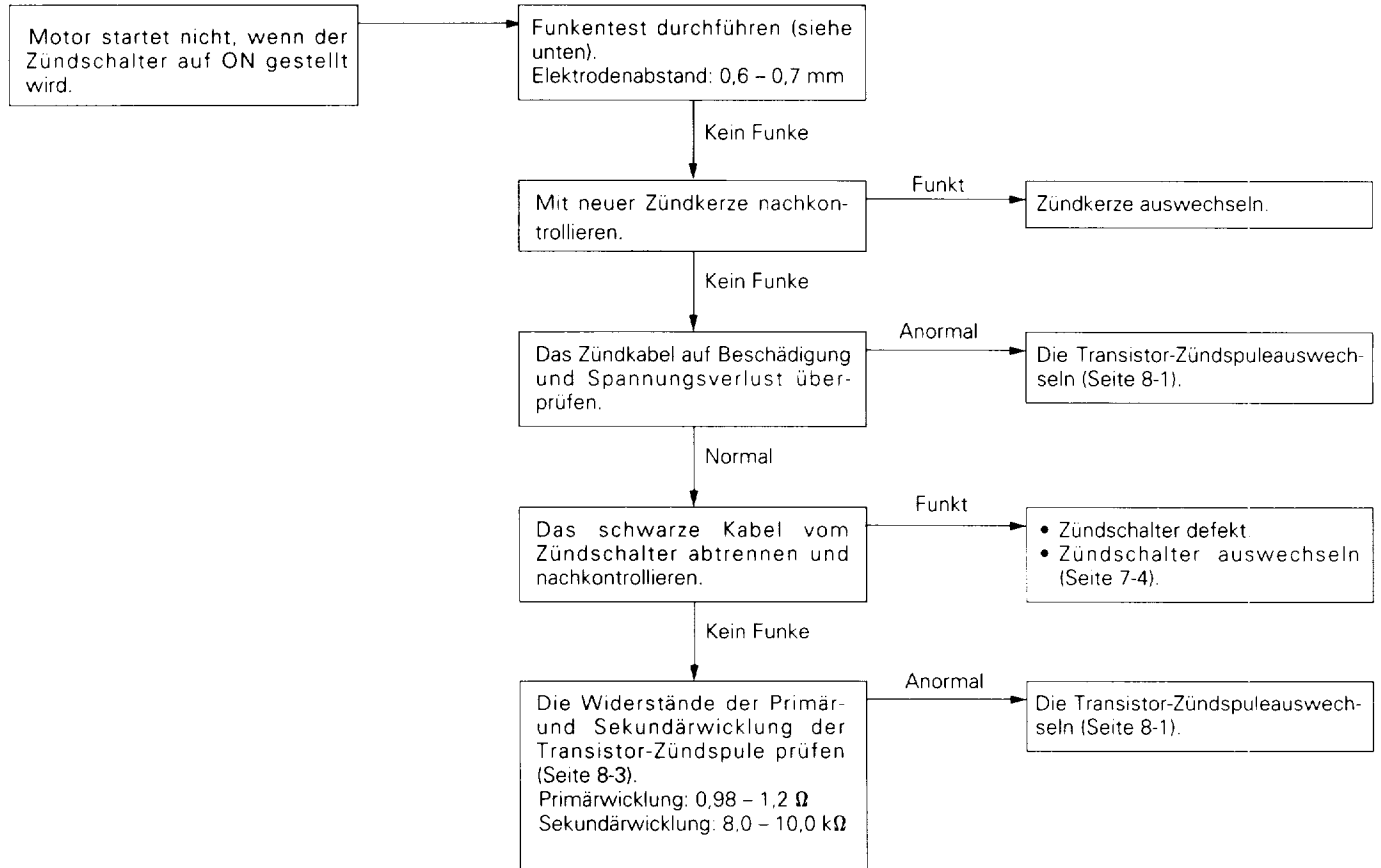 Motor startet nicht, wenn der
Zündschalter auf ON gestellt
wird.
Funkentest durchführen (siehe
unten).
Elektrodenabstand: 0,6 – 0,7 mm
Kein Funke
Mit neuer Zündkerze nachkon-
trollieren.
Funkt
Zündkerze auswechseln.
Kein Funke
Das Zündkabel auf Beschädigung
und Spannungsverlust über-
prüfen.
Anormal
Die Transistor-Zündspuleauswech-
seln (Seite 8-1).
Normal
Das schwarze Kabel vom
Zündschalter abtrennen und
nachkontrollieren.
Funkt
• Zündschalter defekt.
• Zündschalter auswechseln
(Seite 7-4).
Kein Funke
Die Widerstände der Primär-
und Sekundärwicklung der
Transistor-Zündspule prüfen
(Seite 8-3).
Primärwicklung: 0,98 – 1,2 Ω
Sekundärwicklung: 8,0 – 10,0 kΩ
Anormal
Die Transistor-Zündspuleauswech-
seln (Seite 8-1).